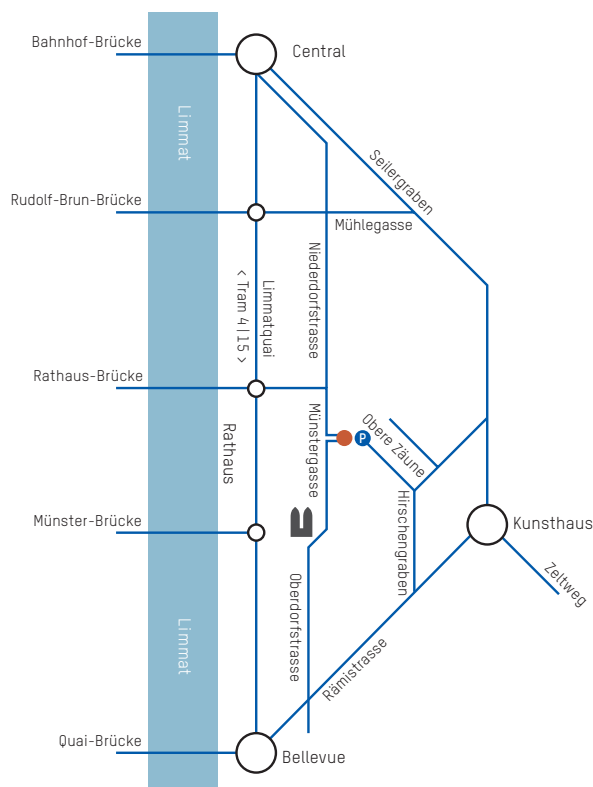 Bahnhof-Brücke
Central
Limmat
Seilergraben
Rudolf-Brun-Brücke
Mühlegasse
Niederdorfstrasse
Limmatquai
< Tram 4|15 >
Rathaus-Brücke
Münstergasse
P
Obere Zäune
Rathaus
Hirschengraben
Münster-Brücke
Kunsthaus
Zeltweg
Oberdorfstrasse
Limmat
Rämistrasse
Quai-Brücke
Bellevue